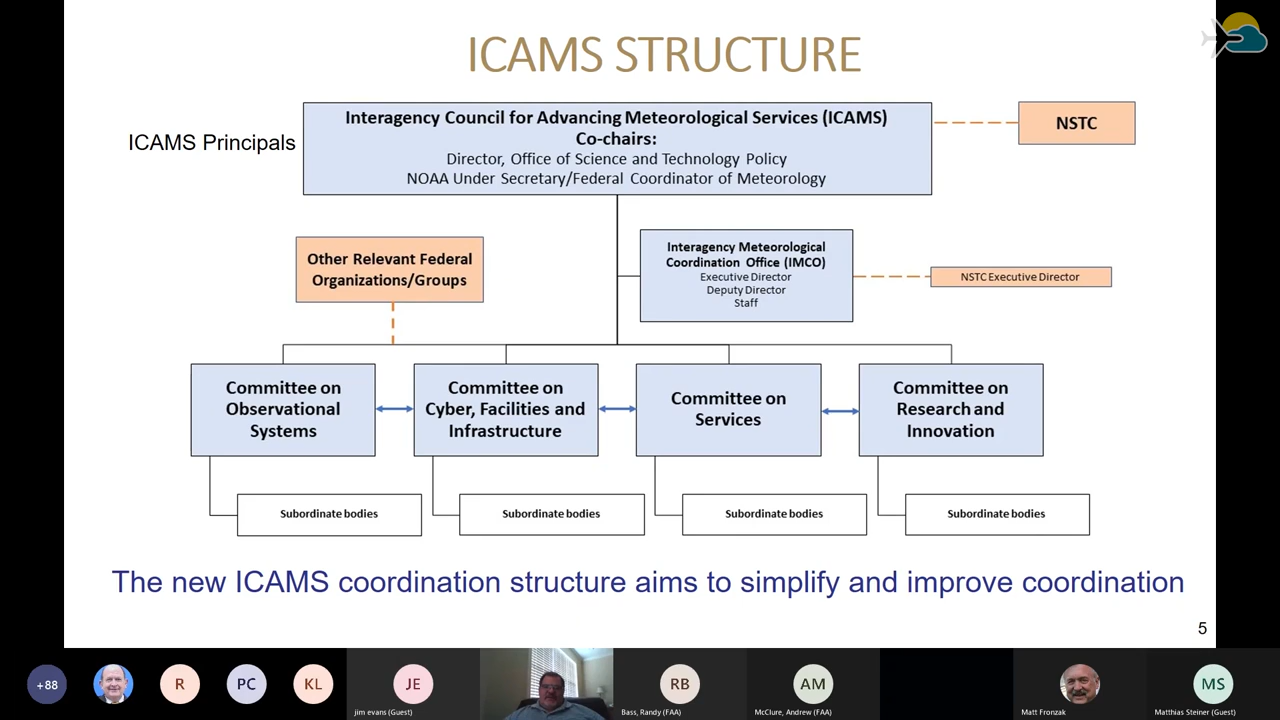 ICAMS STRUCTURE
ICAMS Principals
Interagency Council for Advancing Meteorological Services (ICAMS)
Co-chairs:
Director, Office of Science and Technology Policy
NOAA Under Secretary/Federal Coordinator of Meteorology
NSTC
Other Relevant Federal
Organizations/Groups
Interagency Meteorological
Coordination Office (IMCO)
Executive Director
Deputy Director
Staff
NSTC Executive Director
Committee on
Observational
Systems
Committee on
Cyber, Facilities and
Infrastructure
Committee on
Services
Committee on
Research and
Innovation
Subordinate bodies
Subordinate bodies
Subordinate bodies
Subordinate bodies
The new ICAMS coordination structure aims to simplify and improve coordination
5
+88
R
PC
KL
JE
jim evans (Guest)
RB
Bass, Randy (FAA)
AM
McClure, Andrew (FAA)
Matt Fronzak
MS
Matthias Steiner (Guest)